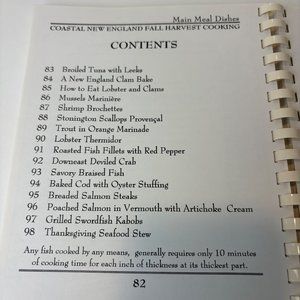 Main Meal Dishes
COASTAL NEW ENGLAND FALL HARVEST COOKING
CONTENTS
83 Broiled Tuna with Leeks
84 A New England Clam Bake
85 How to Eat Lobster and Clams
86 Mussels Marinière
87 Shrimp Brochettes
88 Stonington Scallops Provençal
89 Trout in Orange Marinade
90 Lobster Thermidor
91 Roasted Fish Fillets with Red Pepper
92 Downeast Deviled Crab
93 Savory Braised Fish
94 Baked Cod with Oyster Stuffing
95 Breaded Salmon Steaks
96 Poached Salmon in Vermouth with Artichoke Cream
97 Grilled Swordfish Kabobs
98 Thanksgiving Seafood Stew
Any fish cooked by any means, generally requires only 10 minutes
of cooking time for each inch of thickness at its thickest part.
82